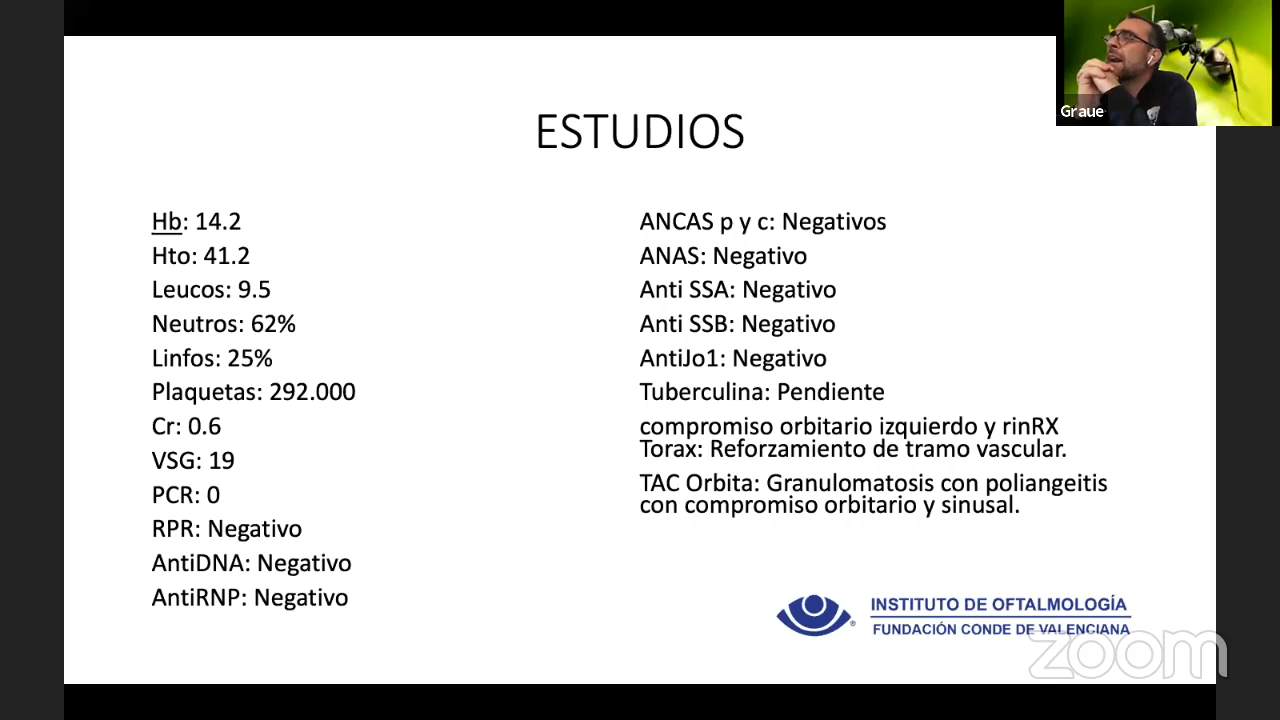 Graue
ESTUDIOS
Hb: 14.2
Hto: 41.2
Leucos: 9.5
Neutros: 62%
Linfos: 25%
Plaquetas: 292.000
Cr: 0.6
VSG: 19
PCR: 0
RPR: Negativo
AntiDNA: Negativo
AntiRNP: Negativo
ANCAS p y c: Negativos
ANAS: Negativo
Anti SSA: Negativo
Anti SSB: Negativo
AntiJo1: Negativo
Tuberculina: Pendiente
compromiso orbitario izquierdo y rinRX
Torax: Reforzamiento de tramo vascular.
TAC Orbita: Granulomatosis con poliangeitis
con compromiso orbitario y sinusal.
INSTITUTO DE OFTALMOLOGÍA
FUNDACIÓN CONDE DE VALENCIANA
zoom